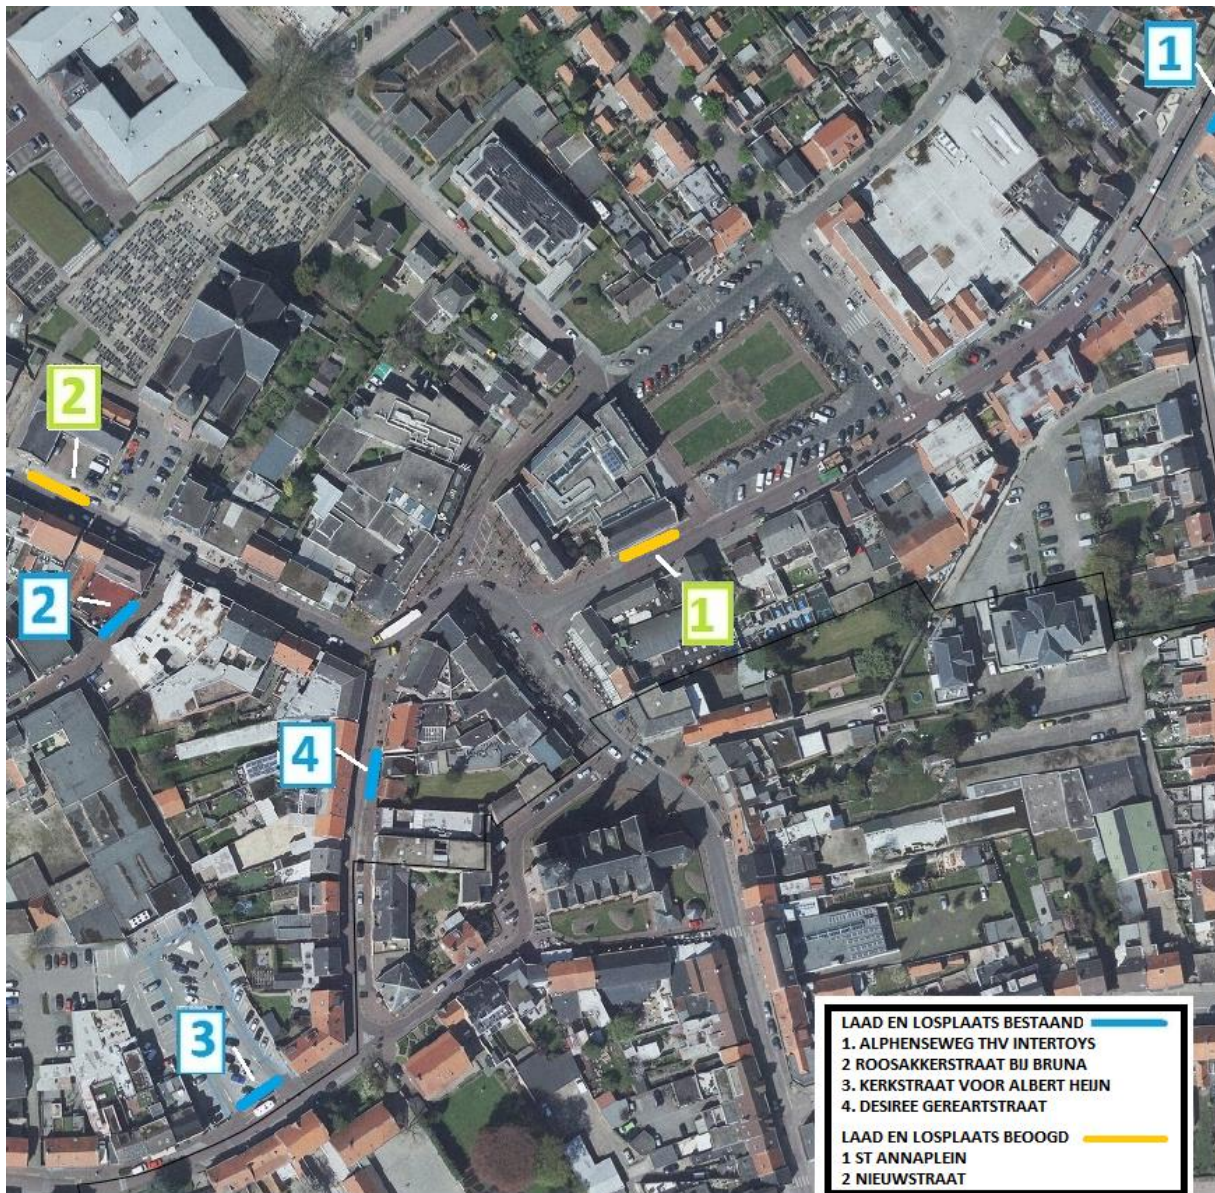 1
2
1
2
4
3
LAAD EN LOSPLAATS BESTAAND
1. ALPHENSEWEG THV INTERTOYS
2 ROOSAKKERSTRAAT BIJ BRUNA
3. KERKSTRAAT VOOR ALBERT HEIJN
4. DESIREE GEREARTSTRAAT
LAAD EN LOSPLAATS BEOOGD
1 ST ANNAPLEIN
2 NIEUWSTRAAT